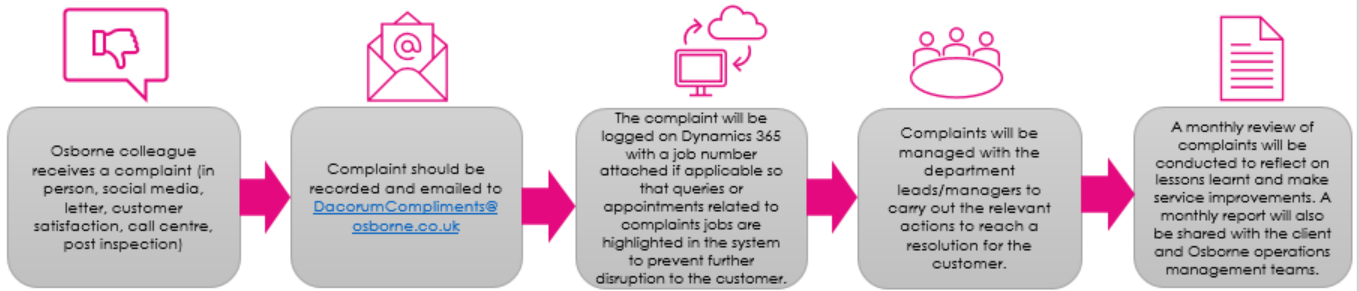 Osborne colleague
receives a complaint (in
person, social media,
letter, customer
satisfaction, call centre,
post inspection)
Complaint should be
recorded and emailed to
DacorumCompliments@
osborne.co.uk
The complaint will be
logged on Dynamics 365
with a job number
attached if applicable so
that queries or
appointments related to
complaints jobs are
highlighted in the system
to prevent further
disruption to the customer.
Complaints will be
managed with the
department
leads/managers to
carry out the relevant
actions to reach a
resolution for the
customer.
A monthly review of
complaints will be
conducted to reflect on
lessons learnt and make
service improvements. A
monthly report will also
be shared with the client
and Osborne operations
management teams.